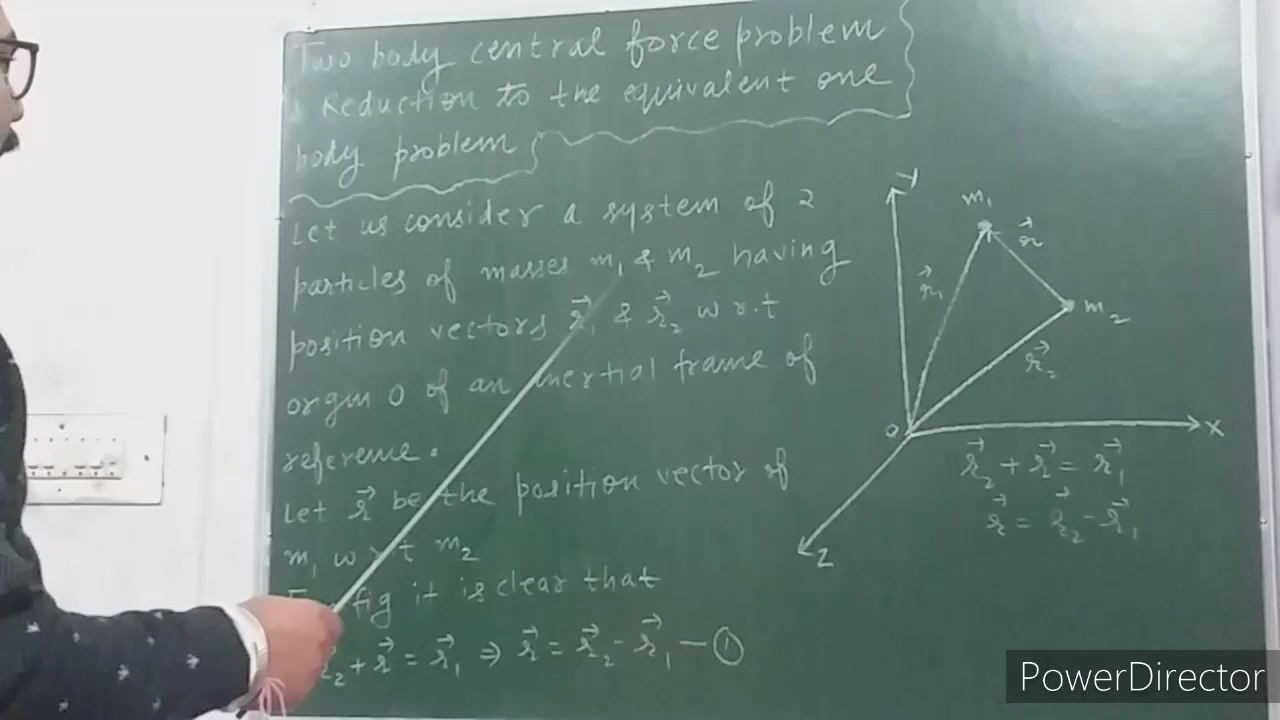 Two body central force problem
& Reduction to the equivalent one
body problem
Let us consider a system of 2
particles of masses m₁ & m₂ having
position vectors r⃗₁ & r⃗₂ w r.t
orgin O of an inertial frame of
reference.
Let r⃗ be the position vector of
m₁ w r t m₂
fig it is clear that
r⃗₂ + r⃗ = r⃗₁ ⇒ r⃗ = r⃗₂ - r⃗₁ — ①
Y
m₁
r⃗
r⃗₁
m₂
r⃗₂
O
X
r⃗₂ + r⃗ = r⃗₁
r⃗ = r⃗₂ - r⃗₁
Z
PowerDirector